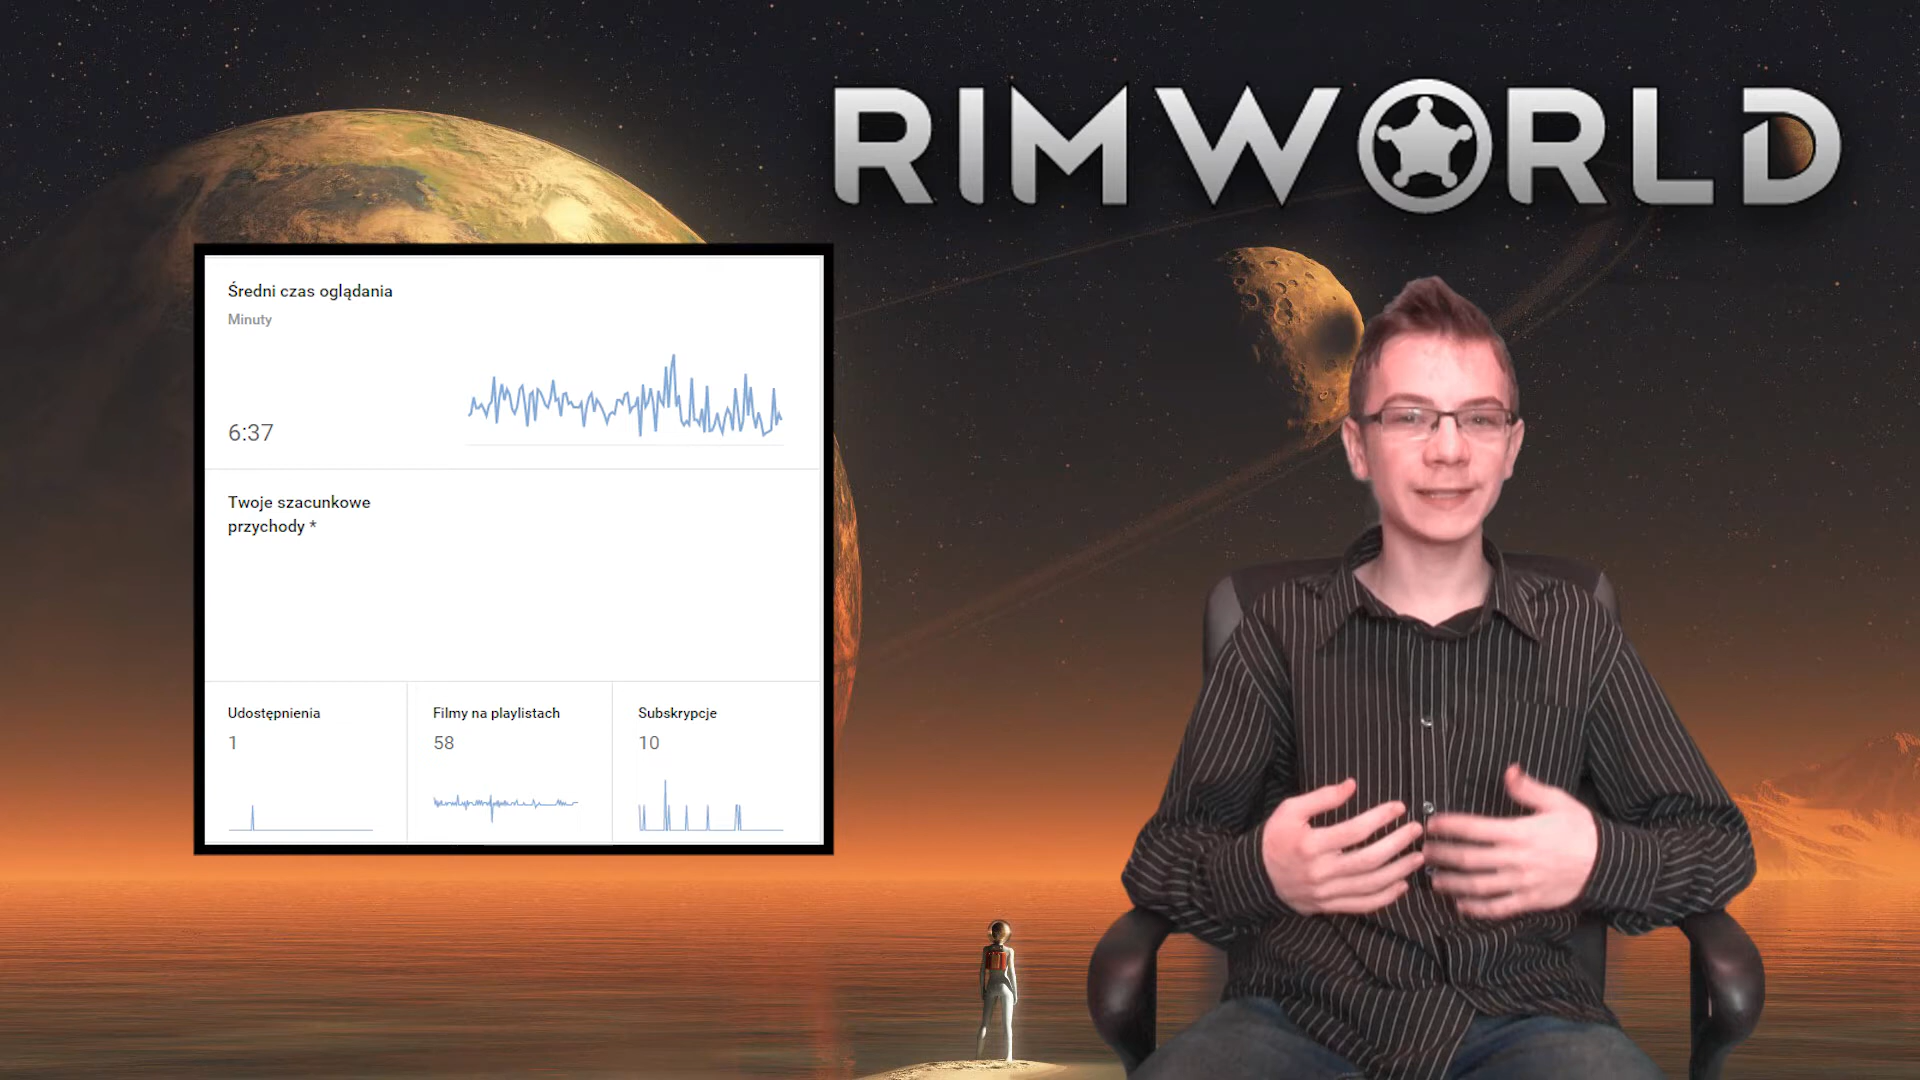 RIMWORLD
Średni czas oglądania
Minuty
6:37
Twoje szacunkowe
przychody *
Udostępnienia
1
Filmy na playlistach
58
Subskrypcje
10